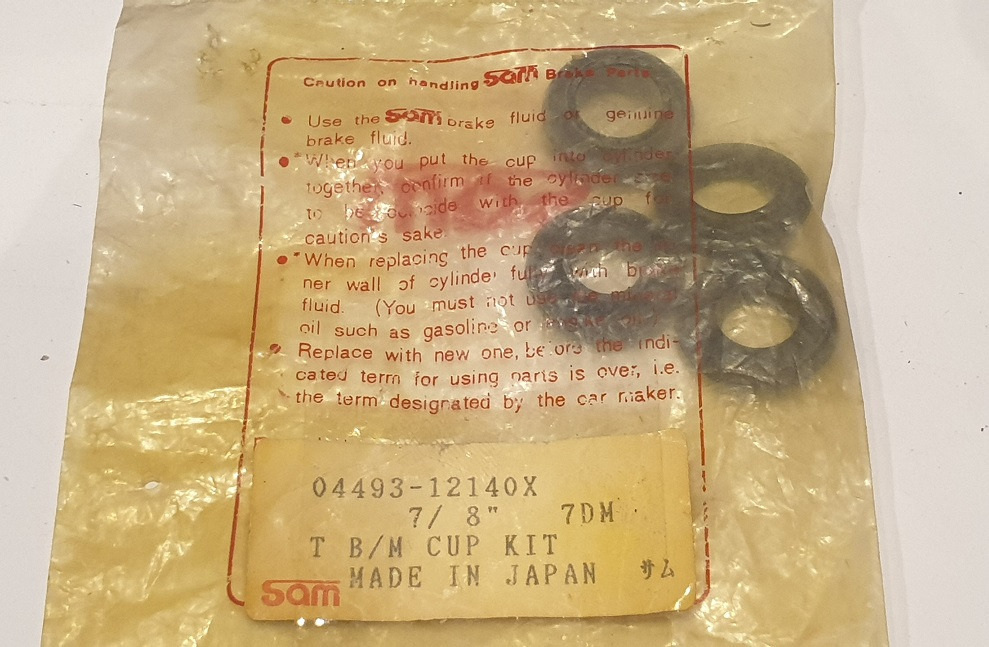 Caution on handling sam Brake Parts
• Use the sam brake fluid or genuine
brake fluid.
• "When you put the cup into cylinder
together, confirm if the cylinder size
to be coincide with the cup for
caution's sake.
• "When replacing the cup, clean the in-
ner wall of cylinder fully with brake
fluid. (You must not use the mineral
oil such as gasoline or
• Replace with new one, before the indi-
cated term for using parts is over, i.e.
the term designated by the car maker.
04493-12140X
7/ 8" 7DM
T B/M CUP KIT
MADE IN JAPAN サム
sam